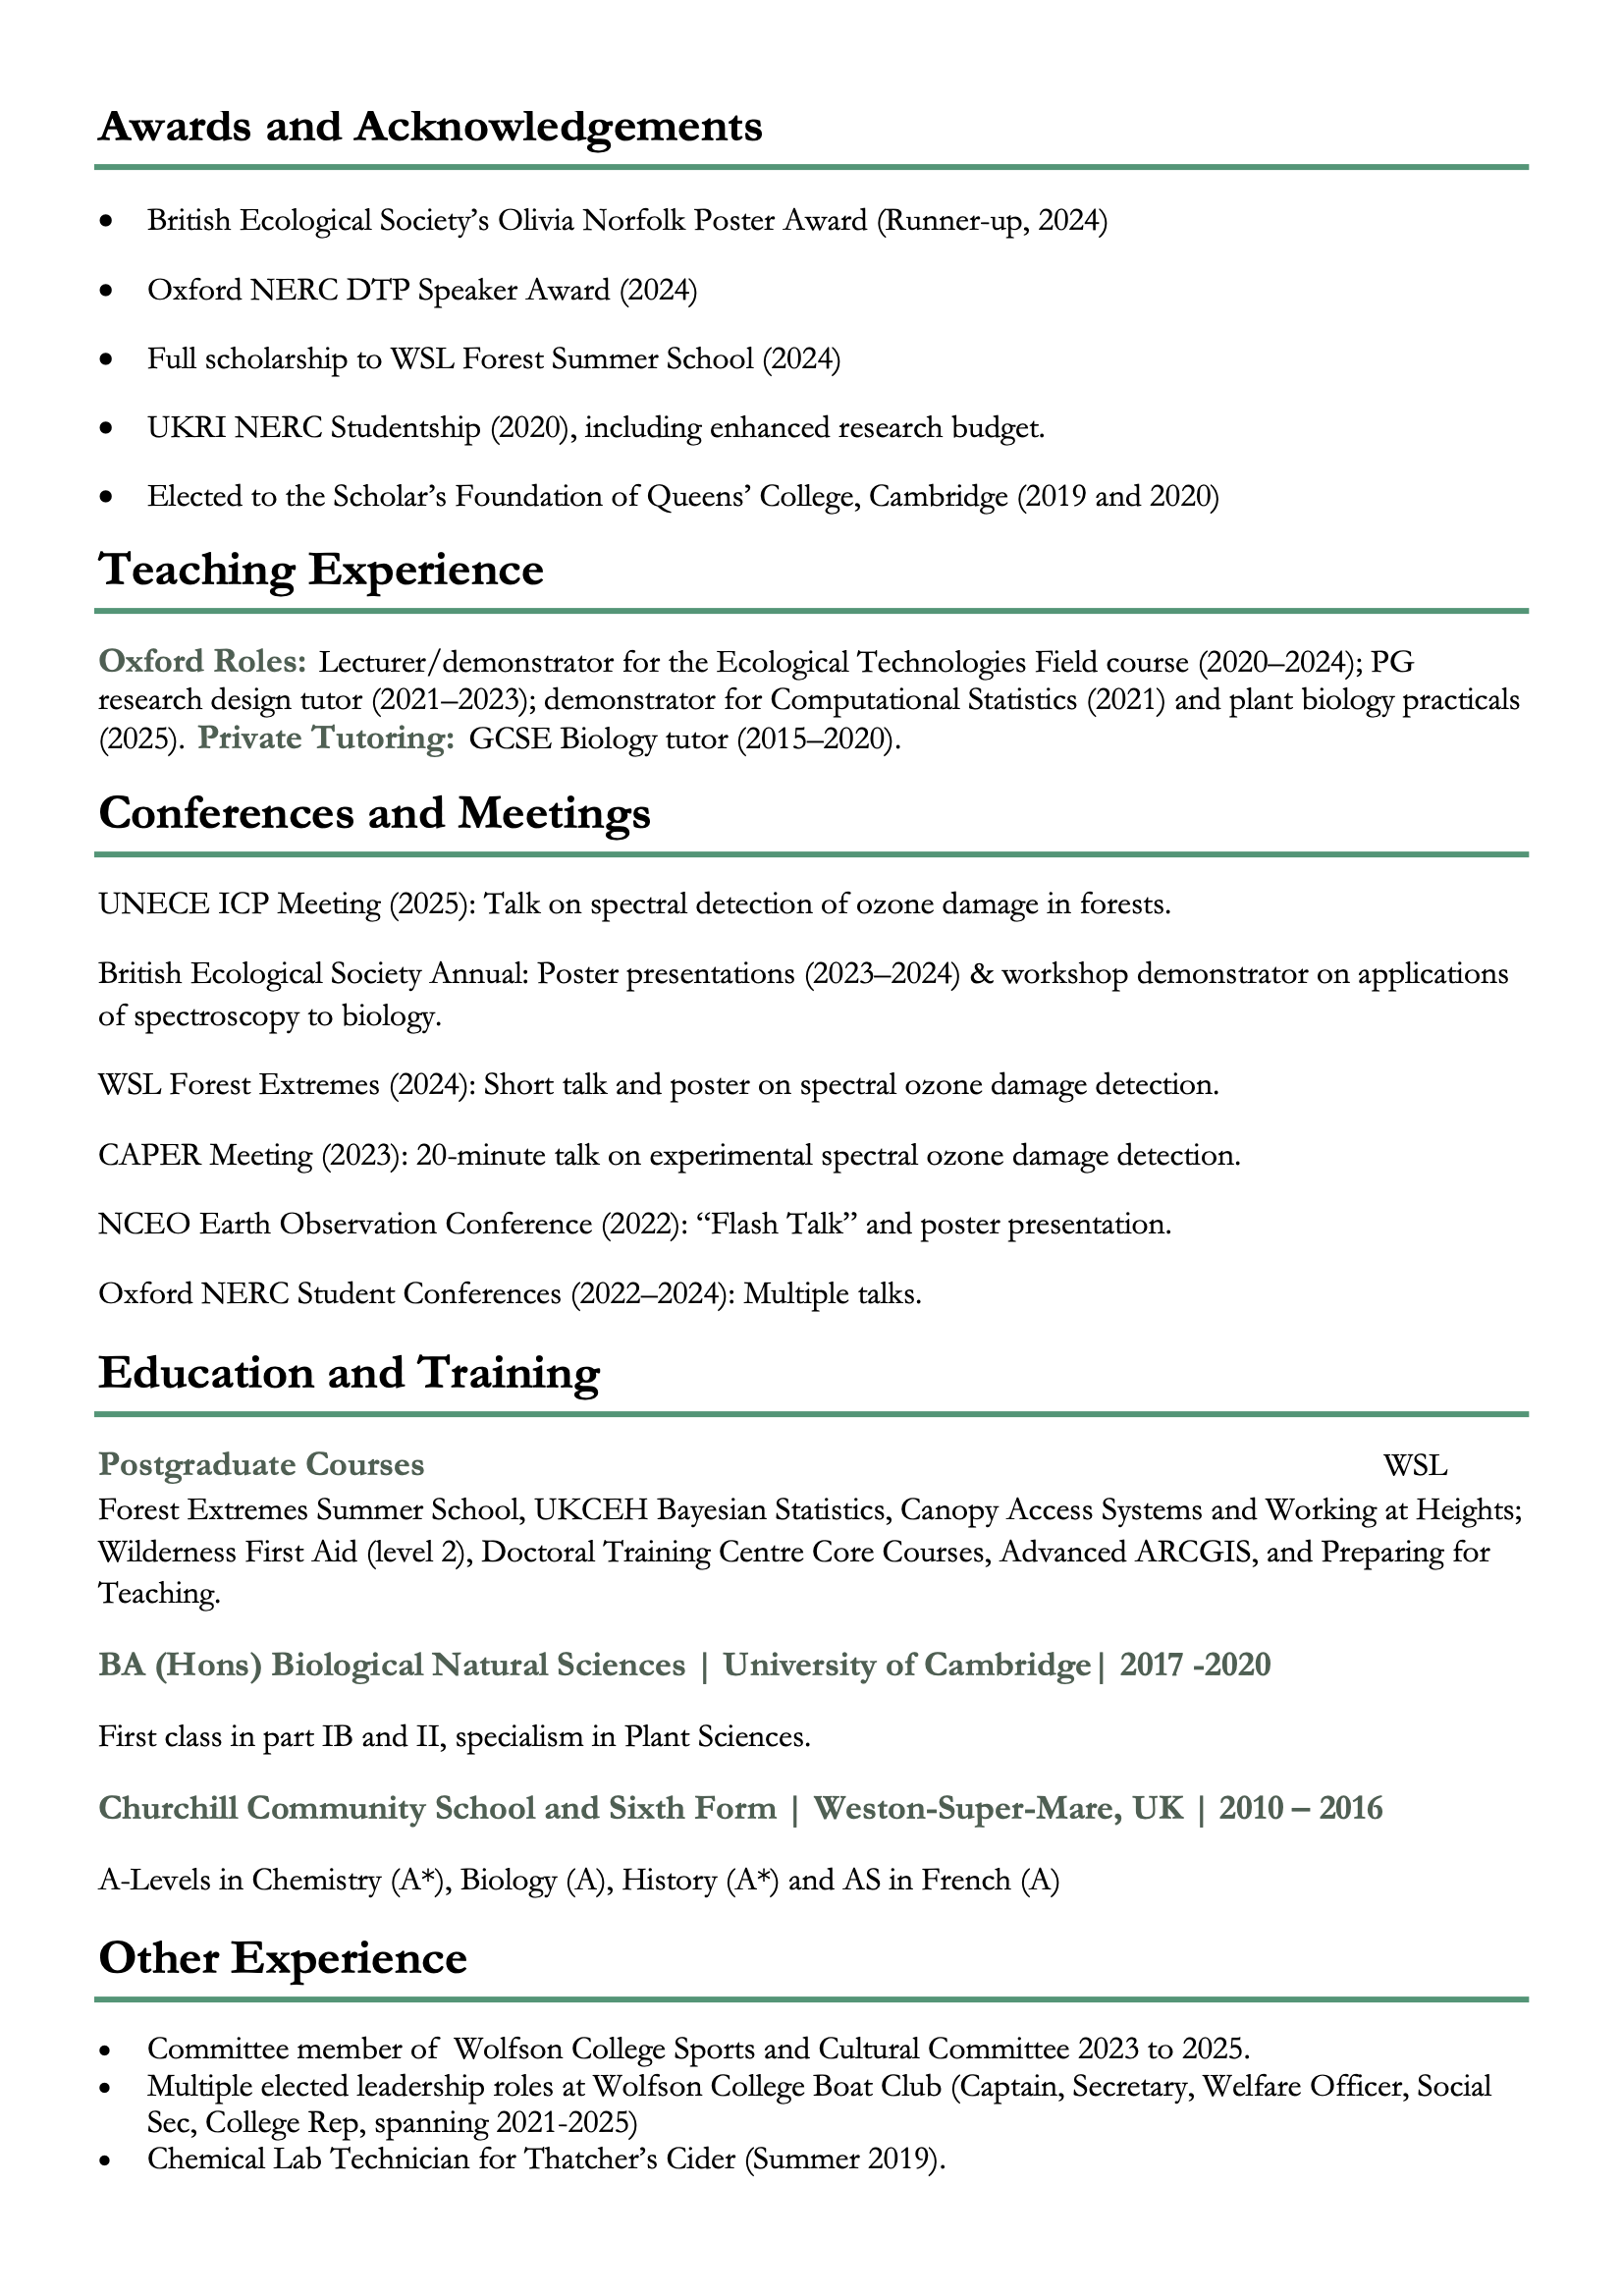 Awards and Acknowledgements
• British Ecological Society’s Olivia Norfolk Poster Award (Runner-up, 2024)
• Oxford NERC DTP Speaker Award (2024)
• Full scholarship to WSL Forest Summer School (2024)
• UKRI NERC Studentship (2020), including enhanced research budget.
• Elected to the Scholar’s Foundation of Queens’ College, Cambridge (2019 and 2020)
Teaching Experience
Oxford Roles: Lecturer/demonstrator for the Ecological Technologies Field course (2020–2024); PG
research design tutor (2021–2023); demonstrator for Computational Statistics (2021) and plant biology practicals
(2025). Private Tutoring: GCSE Biology tutor (2015–2020).
Conferences and Meetings
UNECE ICP Meeting (2025): Talk on spectral detection of ozone damage in forests.
British Ecological Society Annual: Poster presentations (2023–2024) & workshop demonstrator on applications
of spectroscopy to biology.
WSL Forest Extremes (2024): Short talk and poster on spectral ozone damage detection.
CAPER Meeting (2023): 20-minute talk on experimental spectral ozone damage detection.
NCEO Earth Observation Conference (2022): “Flash Talk” and poster presentation.
Oxford NERC Student Conferences (2022–2024): Multiple talks.
Education and Training
Postgraduate Courses WSL
Forest Extremes Summer School, UKCEH Bayesian Statistics, Canopy Access Systems and Working at Heights;
Wilderness First Aid (level 2), Doctoral Training Centre Core Courses, Advanced ARCGIS, and Preparing for
Teaching.
BA (Hons) Biological Natural Sciences | University of Cambridge| 2017 -2020
First class in part IB and II, specialism in Plant Sciences.
Churchill Community School and Sixth Form | Weston-Super-Mare, UK | 2010 – 2016
A-Levels in Chemistry (A*), Biology (A), History (A*) and AS in French (A)
Other Experience
• Committee member of  Wolfson College Sports and Cultural Committee 2023 to 2025.
• Multiple elected leadership roles at Wolfson College Boat Club (Captain, Secretary, Welfare Officer, Social
Sec, College Rep, spanning 2021-2025)
• Chemical Lab Technician for Thatcher’s Cider (Summer 2019).